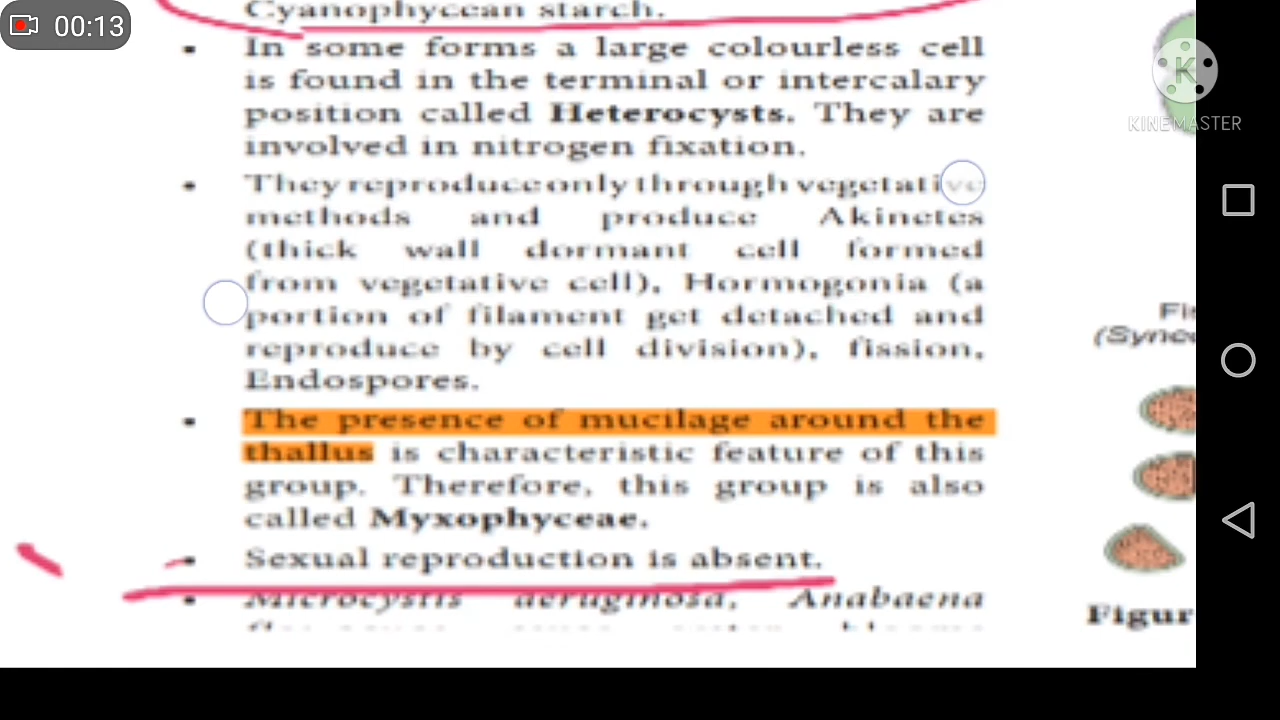 00:13
Cyanophycean starch.
• In some forms a large colourless cell
is found in the terminal or intercalary
position called Heterocysts. They are
involved in nitrogen fixation.
• They reproduce only through vegetative
methods and produce Akinetes
(thick wall dormant cell formed
from vegetative cell), Hormogonia (a
portion of filament get detached and
reproduce by cell division), fission,
Endospores.
• The presence of mucilage around the
thallus is characteristic feature of this
group. Therefore, this group is also
called Myxophyceae.
• Sexual reproduction is absent.
• Microcystis aeruginosa, Anabaena
K
KINEMASTER
Figur